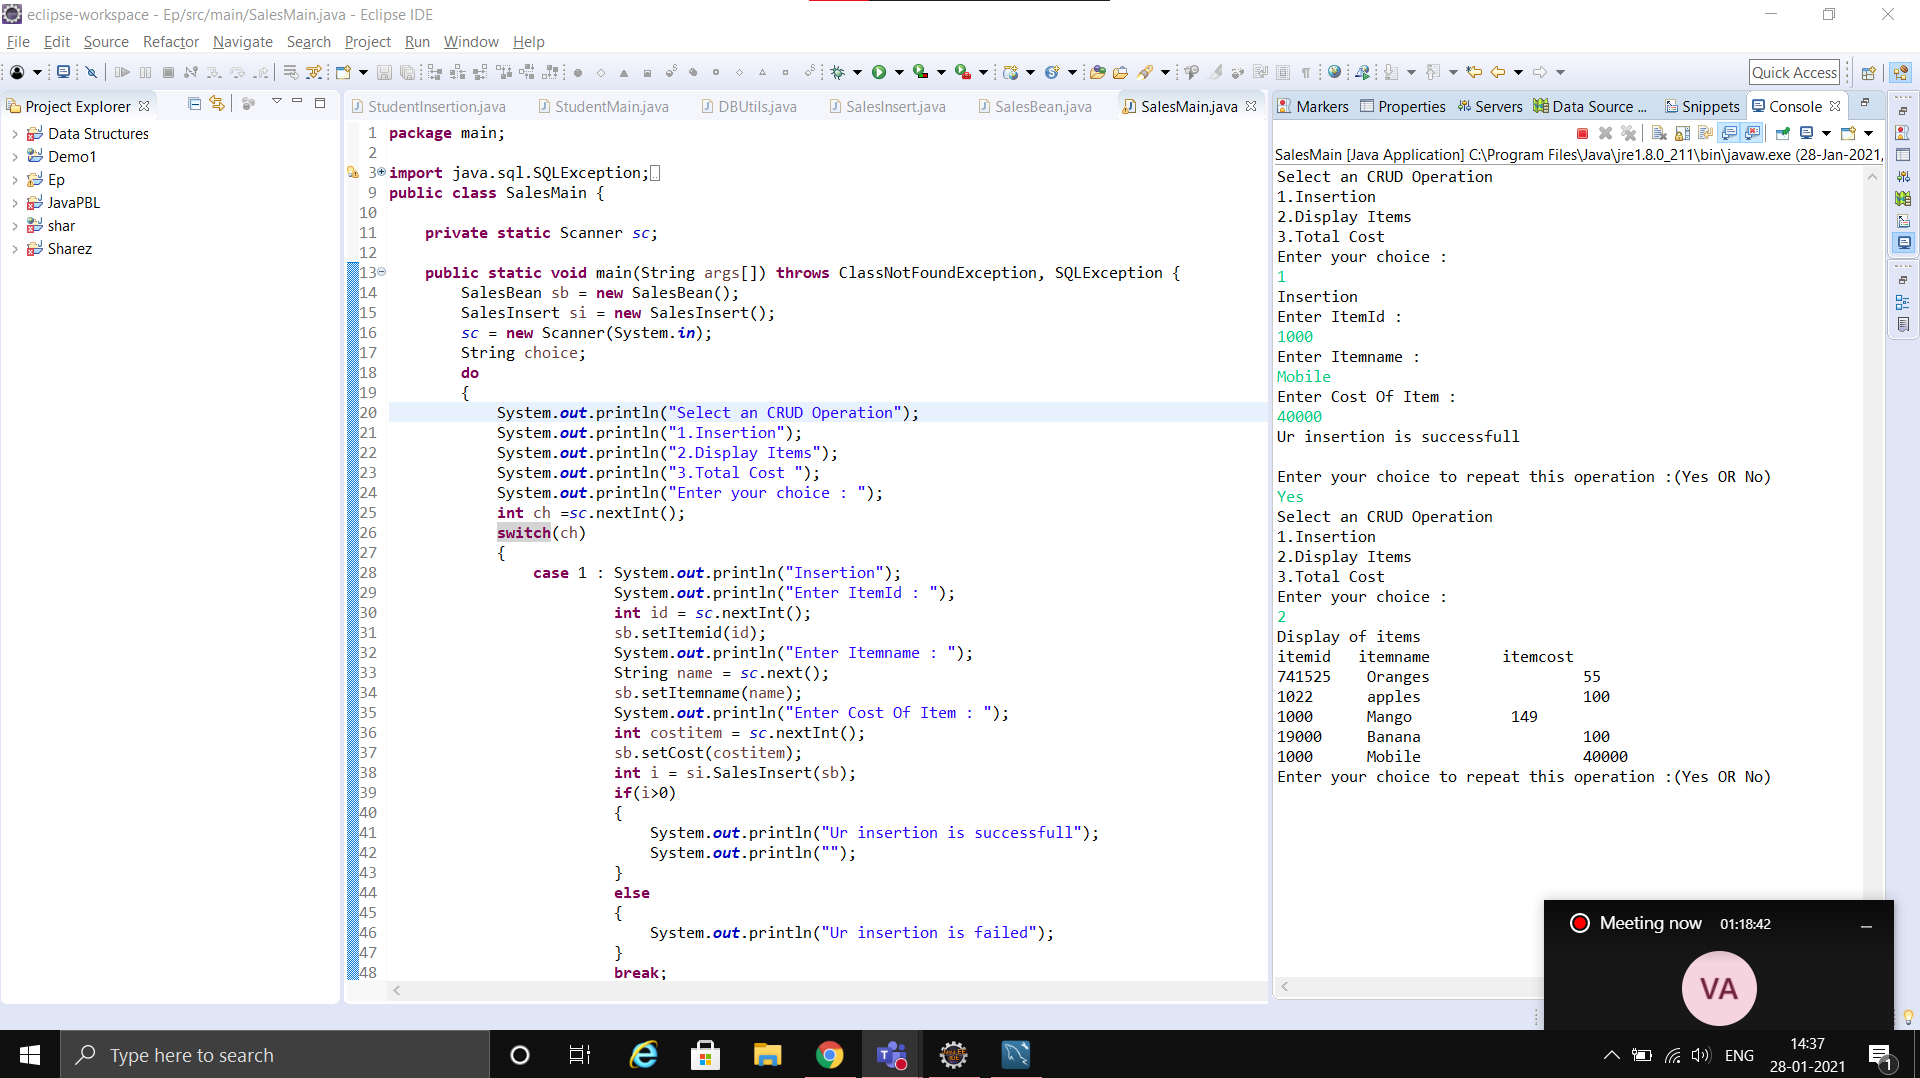 eclipse-workspace - Ep/src/main/SalesMain.java - Eclipse IDE
File Edit Source Refactor Navigate Search Project Run Window Help
Quick Access
Project Explorer
Data Structures
Demo1
Ep
JavaPBL
shar
Sharez
StudentInsertion.java StudentMain.java DBUtils.java SalesInsert.java SalesBean.java SalesMain.java
1 package main;
2
3 import java.sql.SQLException;
9 public class SalesMain {
10
11 private static Scanner sc;
12
13 public static void main(String args[]) throws ClassNotFoundException, SQLException {
14 SalesBean sb = new SalesBean();
15 SalesInsert si = new SalesInsert();
16 sc = new Scanner(System.in);
17 String choice;
18 do
19 {
20 System.out.println("Select an CRUD Operation");
21 System.out.println("1.Insertion");
22 System.out.println("2.Display Items");
23 System.out.println("3.Total Cost ");
24 System.out.println("Enter your choice : ");
25 int ch =sc.nextInt();
26 switch(ch)
27 {
28 case 1 : System.out.println("Insertion");
29 System.out.println("Enter ItemId : ");
30 int id = sc.nextInt();
31 sb.setItemid(id);
32 System.out.println("Enter Itemname : ");
33 String name = sc.next();
34 sb.setItemname(name);
35 System.out.println("Enter Cost Of Item : ");
36 int costitem = sc.nextInt();
37 sb.setCost(costitem);
38 int i = si.SalesInsert(sb);
39 if(i>0)
40 {
41 System.out.println("Ur insertion is successfull");
42 System.out.println("");
43 }
44 else
45 {
46 System.out.println("Ur insertion is failed");
47 }
48 break;
Markers Properties Servers Data Source ... Snippets Console
SalesMain [Java Application] C:\Program Files\Java\jre1.8.0_211\bin\javaw.exe (28-Jan-2021,
Select an CRUD Operation
1.Insertion
2.Display Items
3.Total Cost
Enter your choice :
1
Insertion
Enter ItemId :
1000
Enter Itemname :
Mobile
Enter Cost Of Item :
40000
Ur insertion is successfull
Enter your choice to repeat this operation :(Yes OR No)
Yes
Select an CRUD Operation
1.Insertion
2.Display Items
3.Total Cost
Enter your choice :
2
Display of items
itemid itemname itemcost
741525 Oranges 55
1022 apples 100
1000 Mango 149
19000 Banana 100
1000 Mobile 40000
Enter your choice to repeat this operation :(Yes OR No)
Meeting now 01:18:42
VA
Type here to search
ENG
14:37
28-01-2021
1